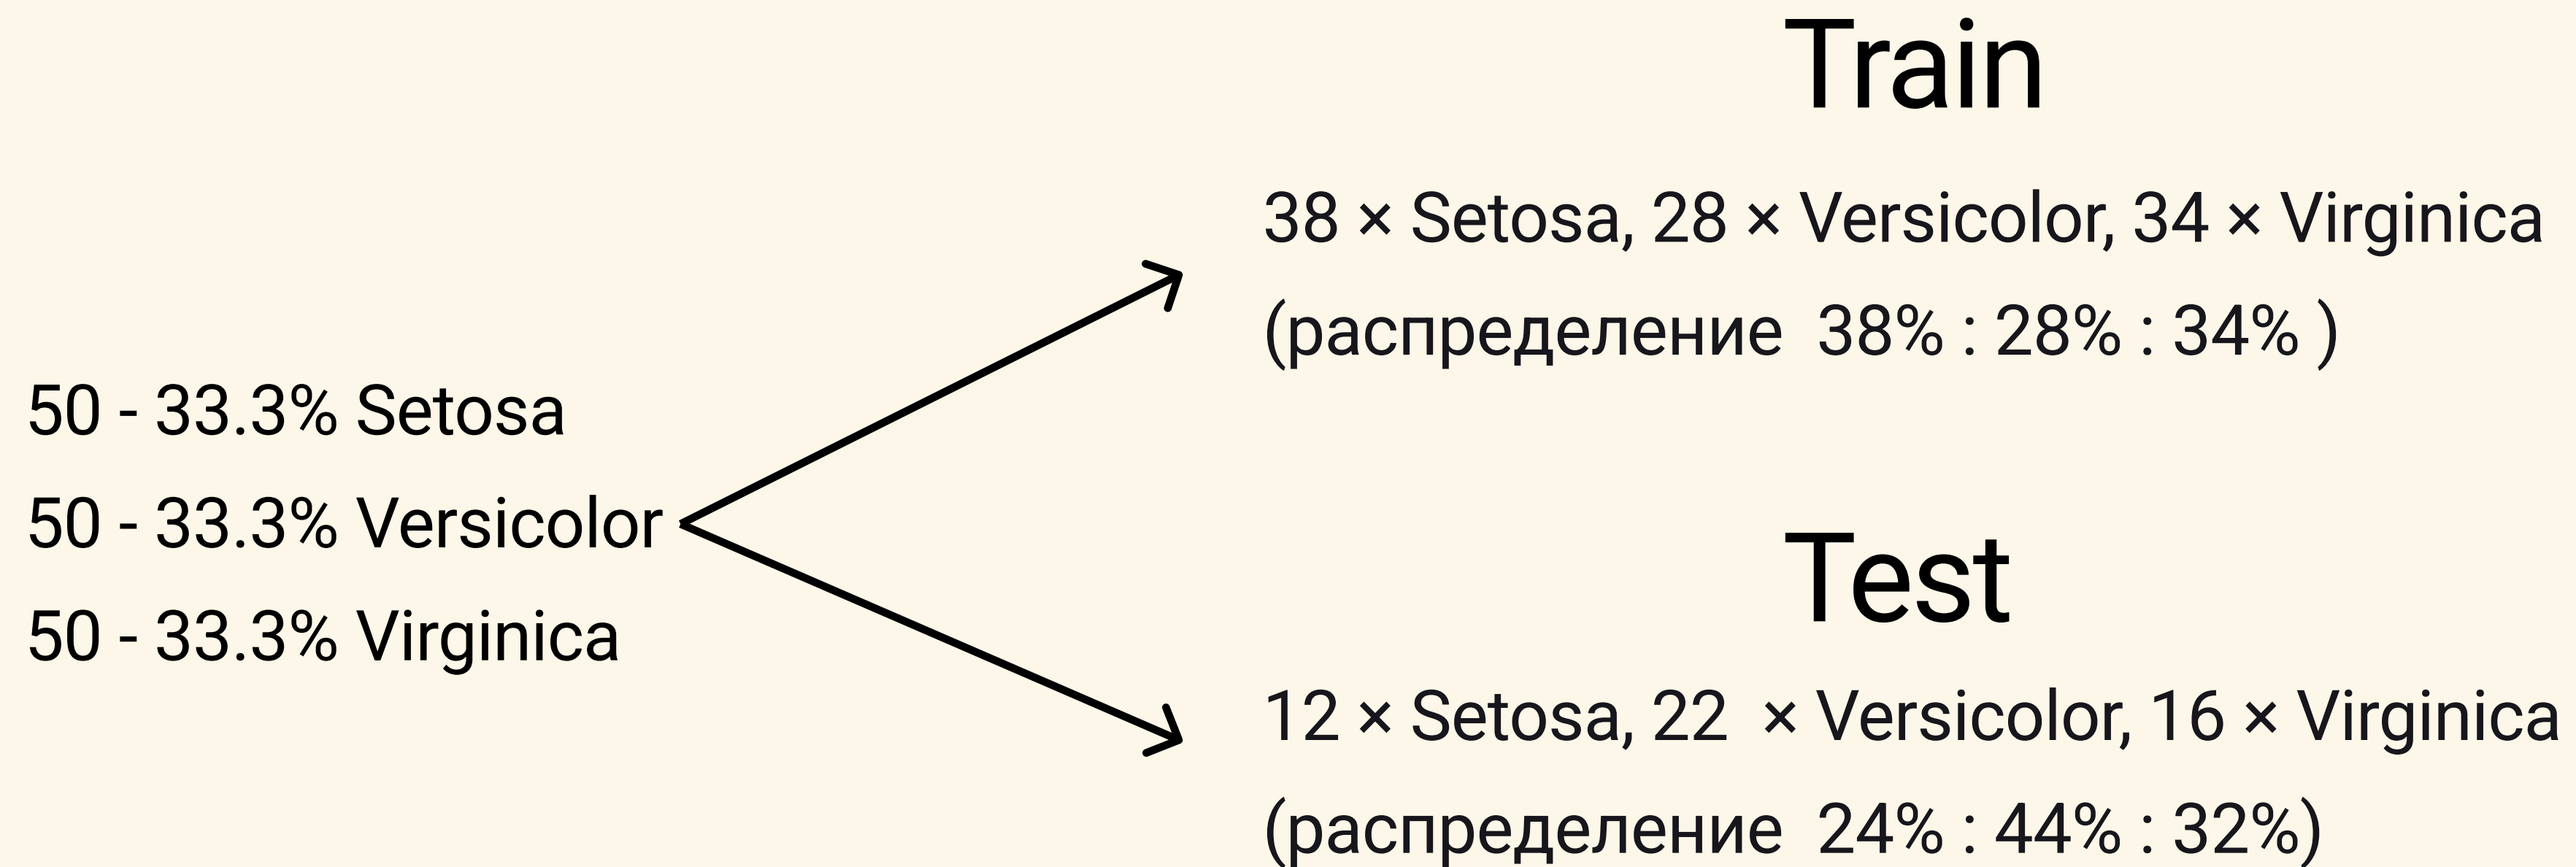 50 - 33.3% Setosa
50 - 33.3% Versicolor
50 - 33.3% Virginica
Train
38 × Setosa, 28 × Versicolor, 34 × Virginica
(распределение 38% : 28% : 34% )
Test
12 × Setosa, 22 × Versicolor, 16 × Virginica
(распределение 24% : 44% : 32%)